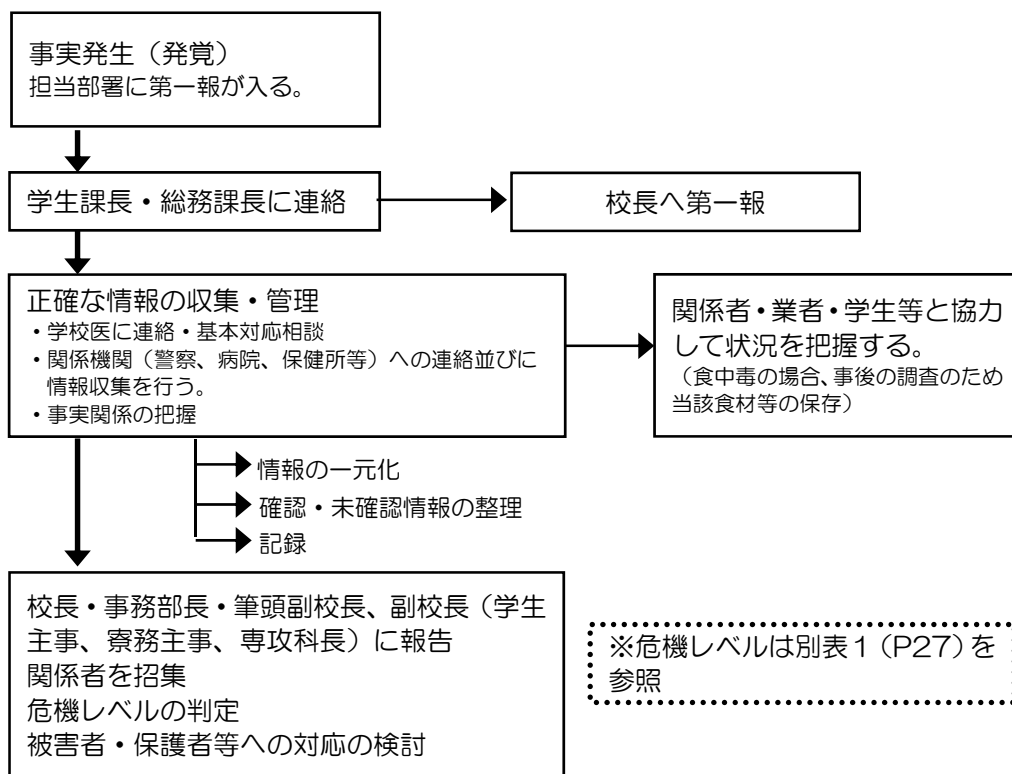 事実発生（発覚）
担当部署に第一報が入る。
学生課長・総務課長に連絡
校長へ第一報
正確な情報の収集・管理
・学校医に連絡・基本対応相談
・関係機関（警察、病院、保健所等）への連絡並びに
情報収集を行う。
・事実関係の把握
関係者・業者・学生等と協力
して状況を把握する。
（食中毒の場合、事後の調査のため
当該食材等の保存）
情報の一元化
確認・未確認情報の整理
記録
校長・事務部長・筆頭副校長、副校長（学生
主事、寮務主事、専攻科長）に報告
関係者を招集
危機レベルの判定
被害者・保護者等への対応の検討
※危機レベルは別表１（P27）を
参照